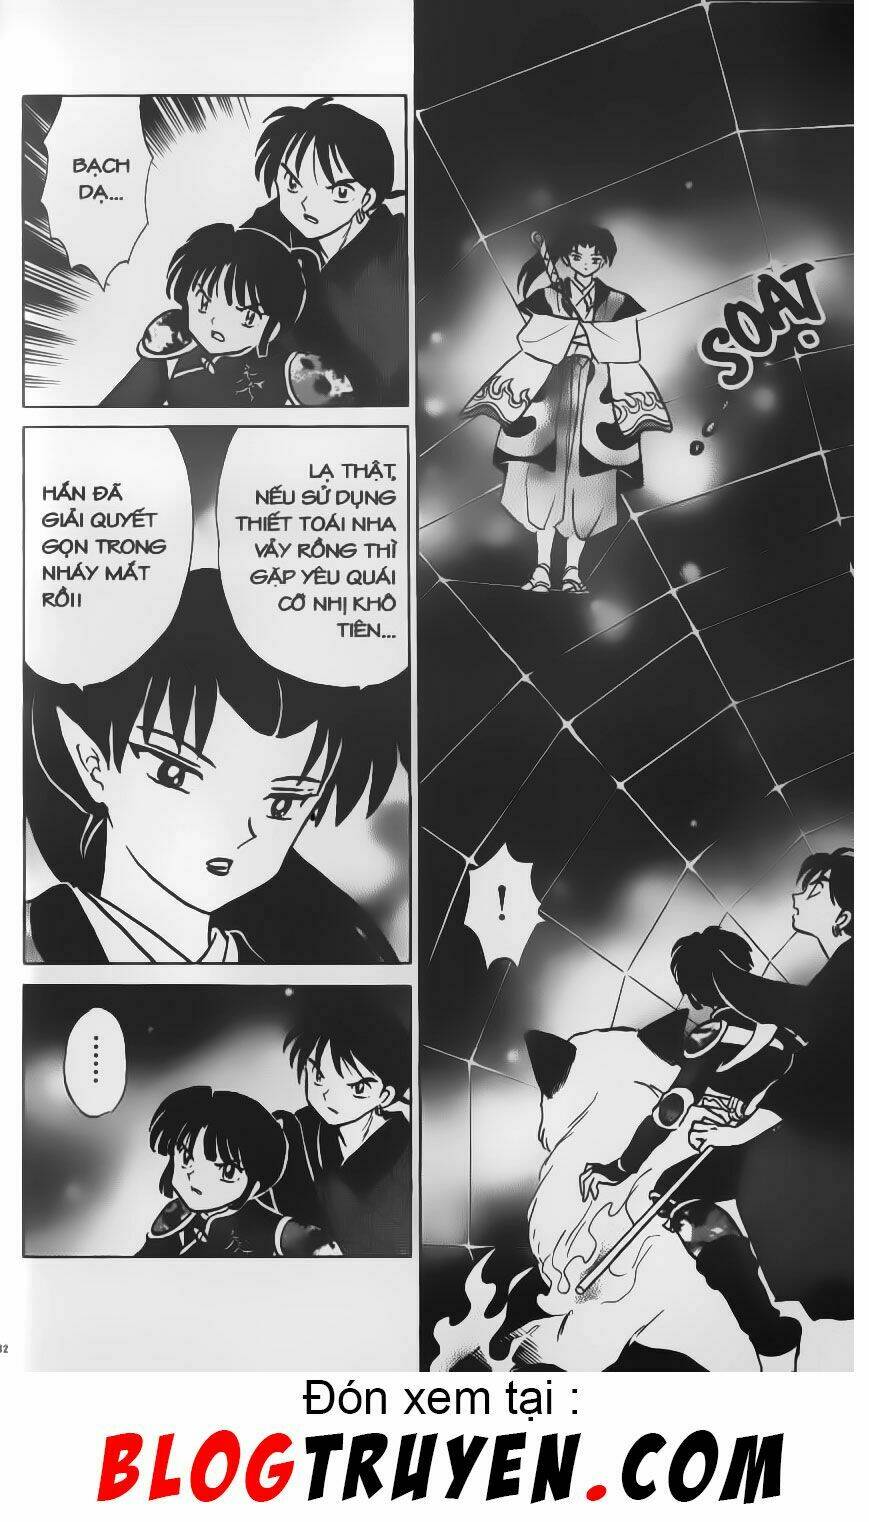 SOẠT
!
BẠCH
DẠ...
LẠ THẬT,
NẾU SỬ DỤNG
THIẾT TOÁI NHA
VẢY RỒNG THÌ
GẶP YÊU QUÁI
CỠ NHỊ KHÔ
TIÊN...
HẮN ĐÃ
GIẢI QUYẾT
GỌN TRONG
NHÁY MẮT
RỒI!
......
32
Đón xem tại :
BLOGTRUYEN.COM